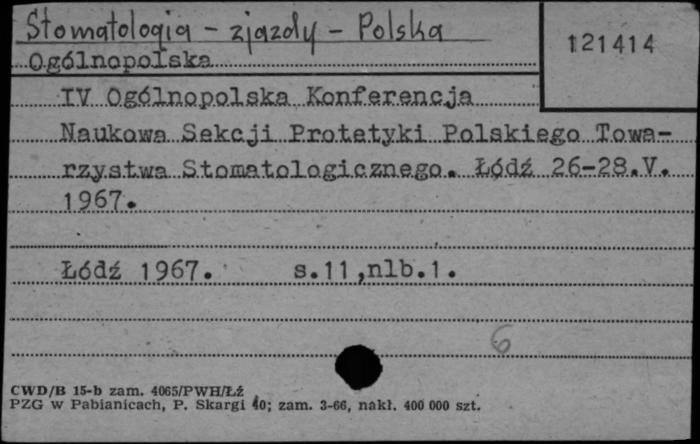 Stomatologia - zjazdy - Polska
121414
Ogólnopolska
IV Ogólnopolska Konferencja
Naukowa Sekcji Protetyki Polskiego Towa-
rzystwa Stomatologicznego. Łódź 26-28.V.
1967.
Łódź 1967. s.11,nlb.1.
6
CWD/B 15-b zam. 4065/PWH/Łź
PZG w Pabianicach, P. Skargi 40; zam. 3-66, nakł. 400 000 szt.